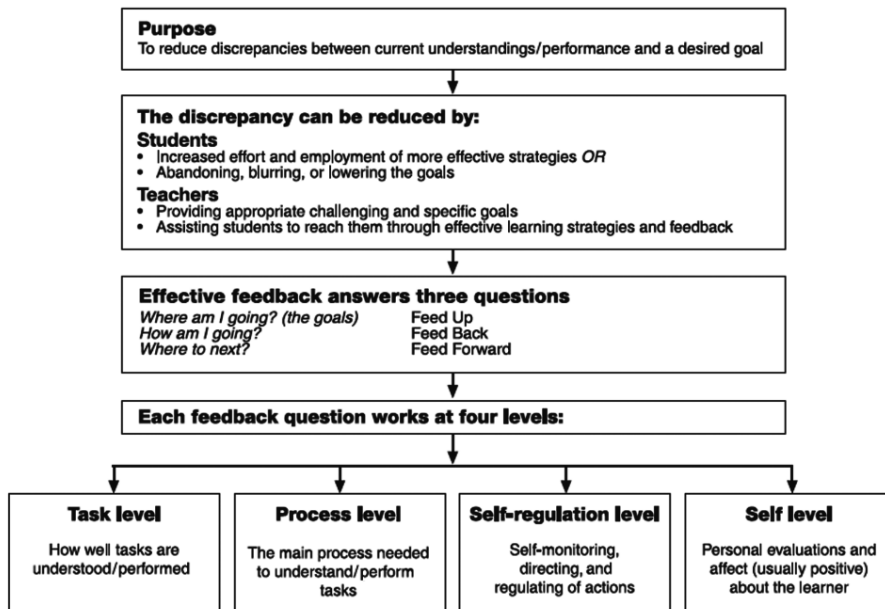 Purpose
To reduce discrepancies between current understandings/performance and a desired goal
The discrepancy can be reduced by:
Students
• Increased effort and employment of more effective strategies OR
• Abandoning, blurring, or lowering the goals
Teachers
• Providing appropriate challenging and specific goals
• Assisting students to reach them through effective learning strategies and feedback
Effective feedback answers three questions
Where am I going? (the goals) Feed Up
How am I going? Feed Back
Where to next? Feed Forward
Each feedback question works at four levels:
Task level
How well tasks are
understood/performed
Process level
The main process needed
to understand/perform
tasks
Self-regulation level
Self-monitoring,
directing, and
regulating of actions
Self level
Personal evaluations and
affect (usually positive)
about the learner